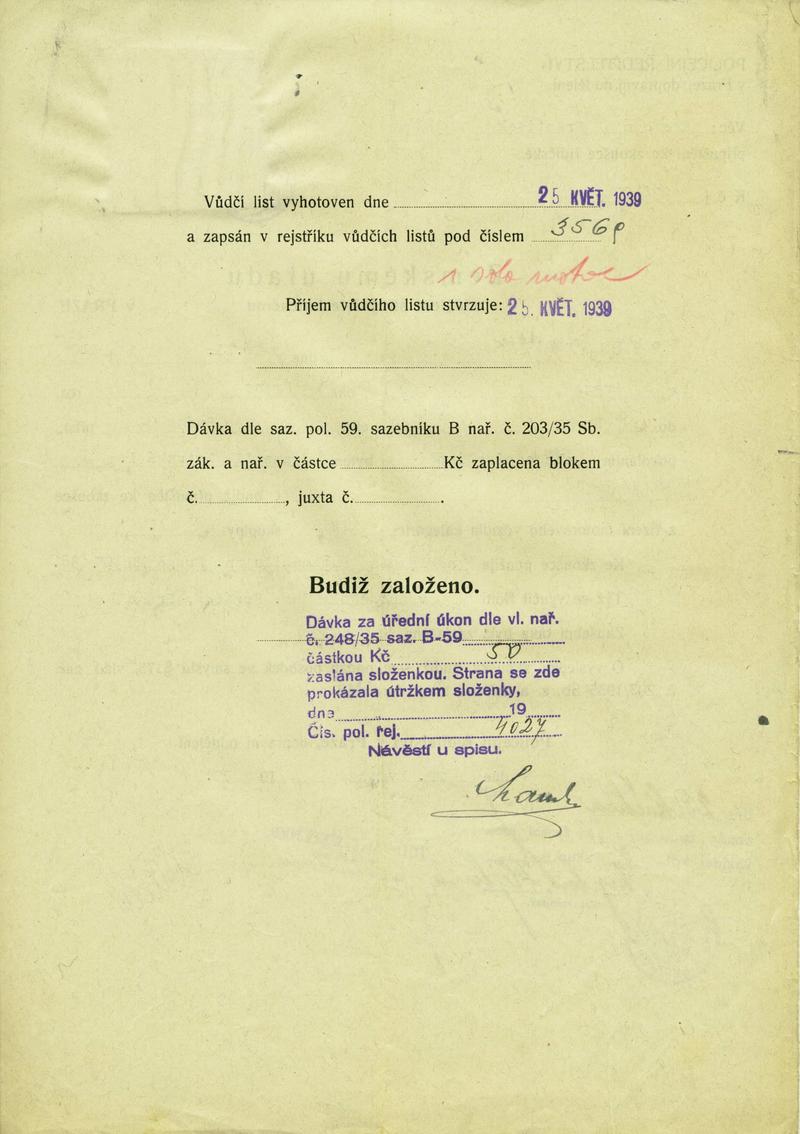 Vůdčí list vyhotoven dne 25 KVĚT. 1939
a zapsán v rejstříku vůdčích listů pod číslem 356
Příjem vůdčího listu stvrzuje: 25. KVĚT. 1939
Dávka dle saz. pol. 59. sazebníku B nař. č. 203/35 Sb.
zák. a nař. v částce Kč zaplacena blokem
č. , juxta č. .
Budiž založeno.
Dávka za úřední úkon dle vl. nař.
č. 248/35 saz. B-59
částkou Kč 50
zaslána složenkou. Strana se zde
prokázala útržkem složenky,
dne 19
Čís. pol. rej. 4027
Návěstí u spisu.